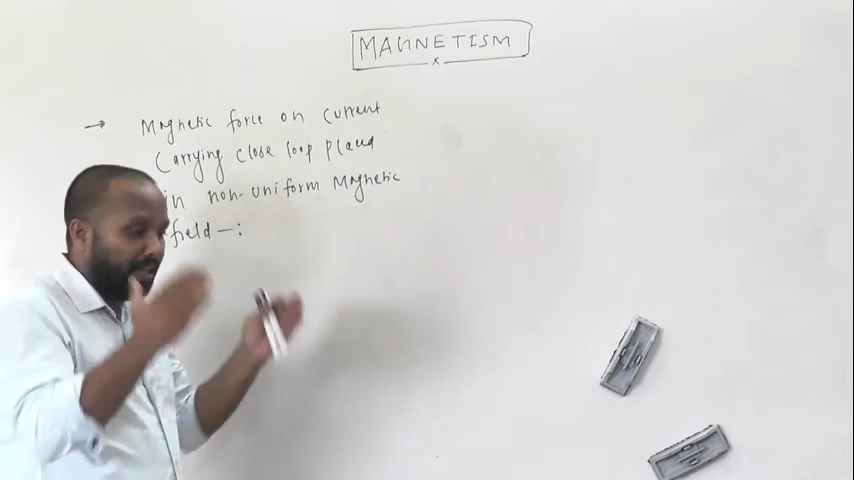 MAGNETISM
x
→ Magnetic force on current
Carrying close loop placed
in non-uniform Magnetic
field -: